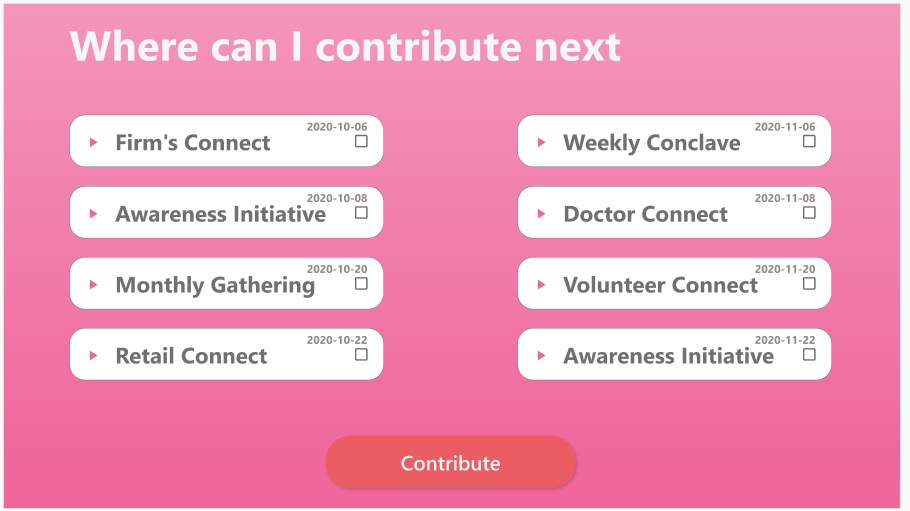 Where can I contribute next
2020-10-06
Firm's Connect
2020-10-08
Awareness Initiative
2020-10-20
Monthly Gathering
2020-10-22
Retail Connect
2020-11-06
Weekly Conclave
2020-11-08
Doctor Connect
2020-11-20
Volunteer Connect
2020-11-22
Awareness Initiative
Contribute